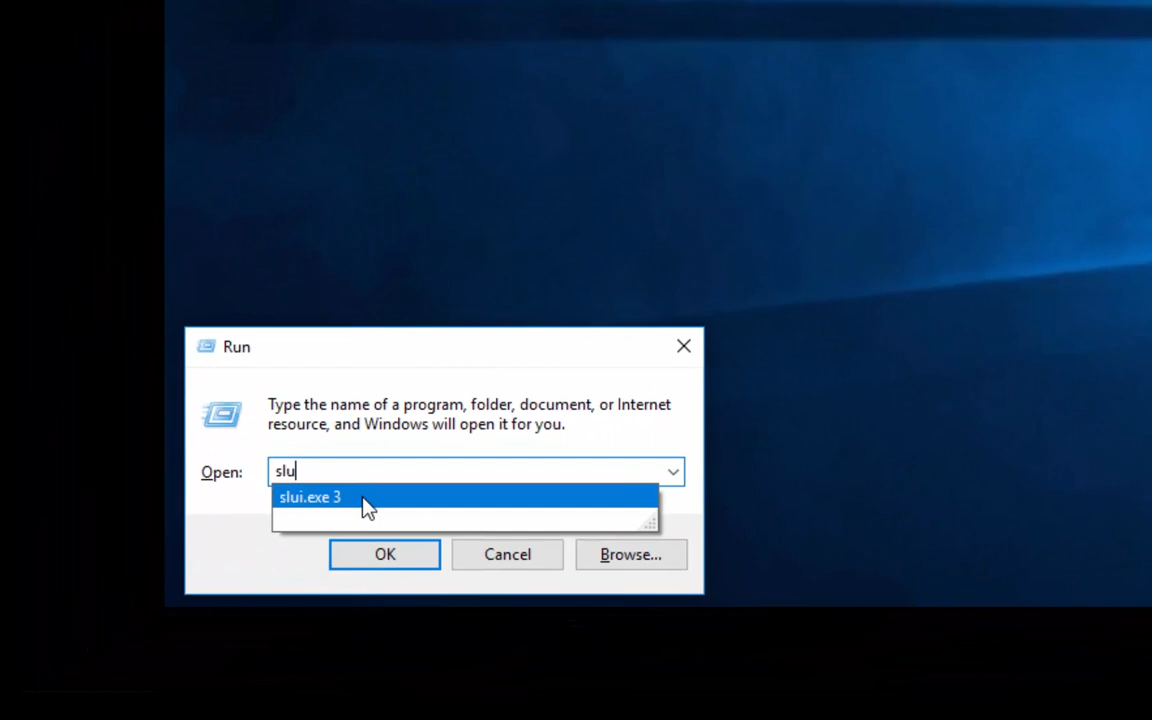 Run
Type the name of a program, folder, document, or Internet
resource, and Windows will open it for you.
Open: slu
slui.exe 3
OK Cancel Browse...